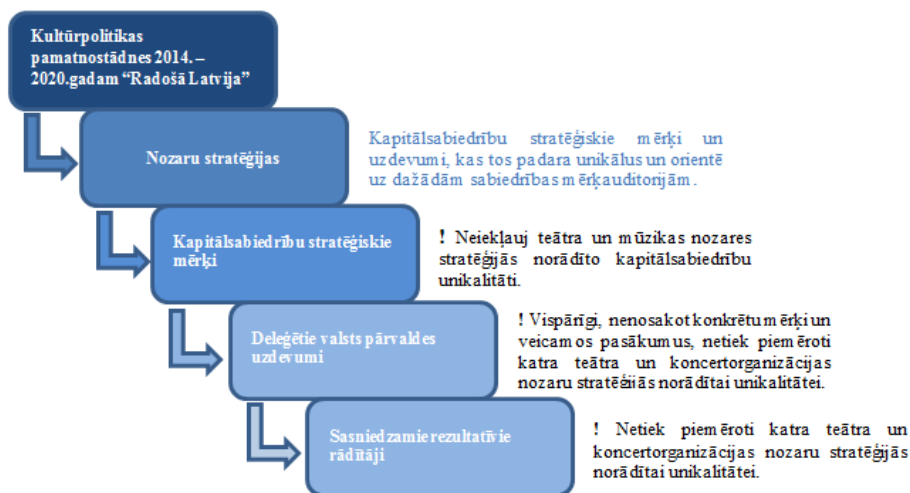 Kultūrpolitikas
pamatnostādnes 2014. –
2020.gadam “Radošā Latvija”
Nozaru stratēģijas
Kapitālsabiedrību stratēģiskie mērķi un
uzdevumi, kas tos padara unikālus un orientē
uz dažādām sabiedrības mērķauditorijām.
Kapitālsabiedrību stratēģiskie
mērķi
! Neiekļauj teātra un mūzikas nozares
stratēģijās norādīto kapitālsabiedrību
unikalitāti.
Deleģētie valsts pārvaldes
uzdevumi
! Vispārīgi, nenosakot konkrētu mērķi un
veicamos pasākumus, netiek piemēroti
katra teātra un koncertorganizācijas
nozaru stratēģijās norādītai unikalitātei.
Sasniedzamie rezultatīvie
rādītāji
! Netiek piemēroti katra teātra un
koncertorganizācijas nozaru stratēģijās
norādītai unikalitātei.